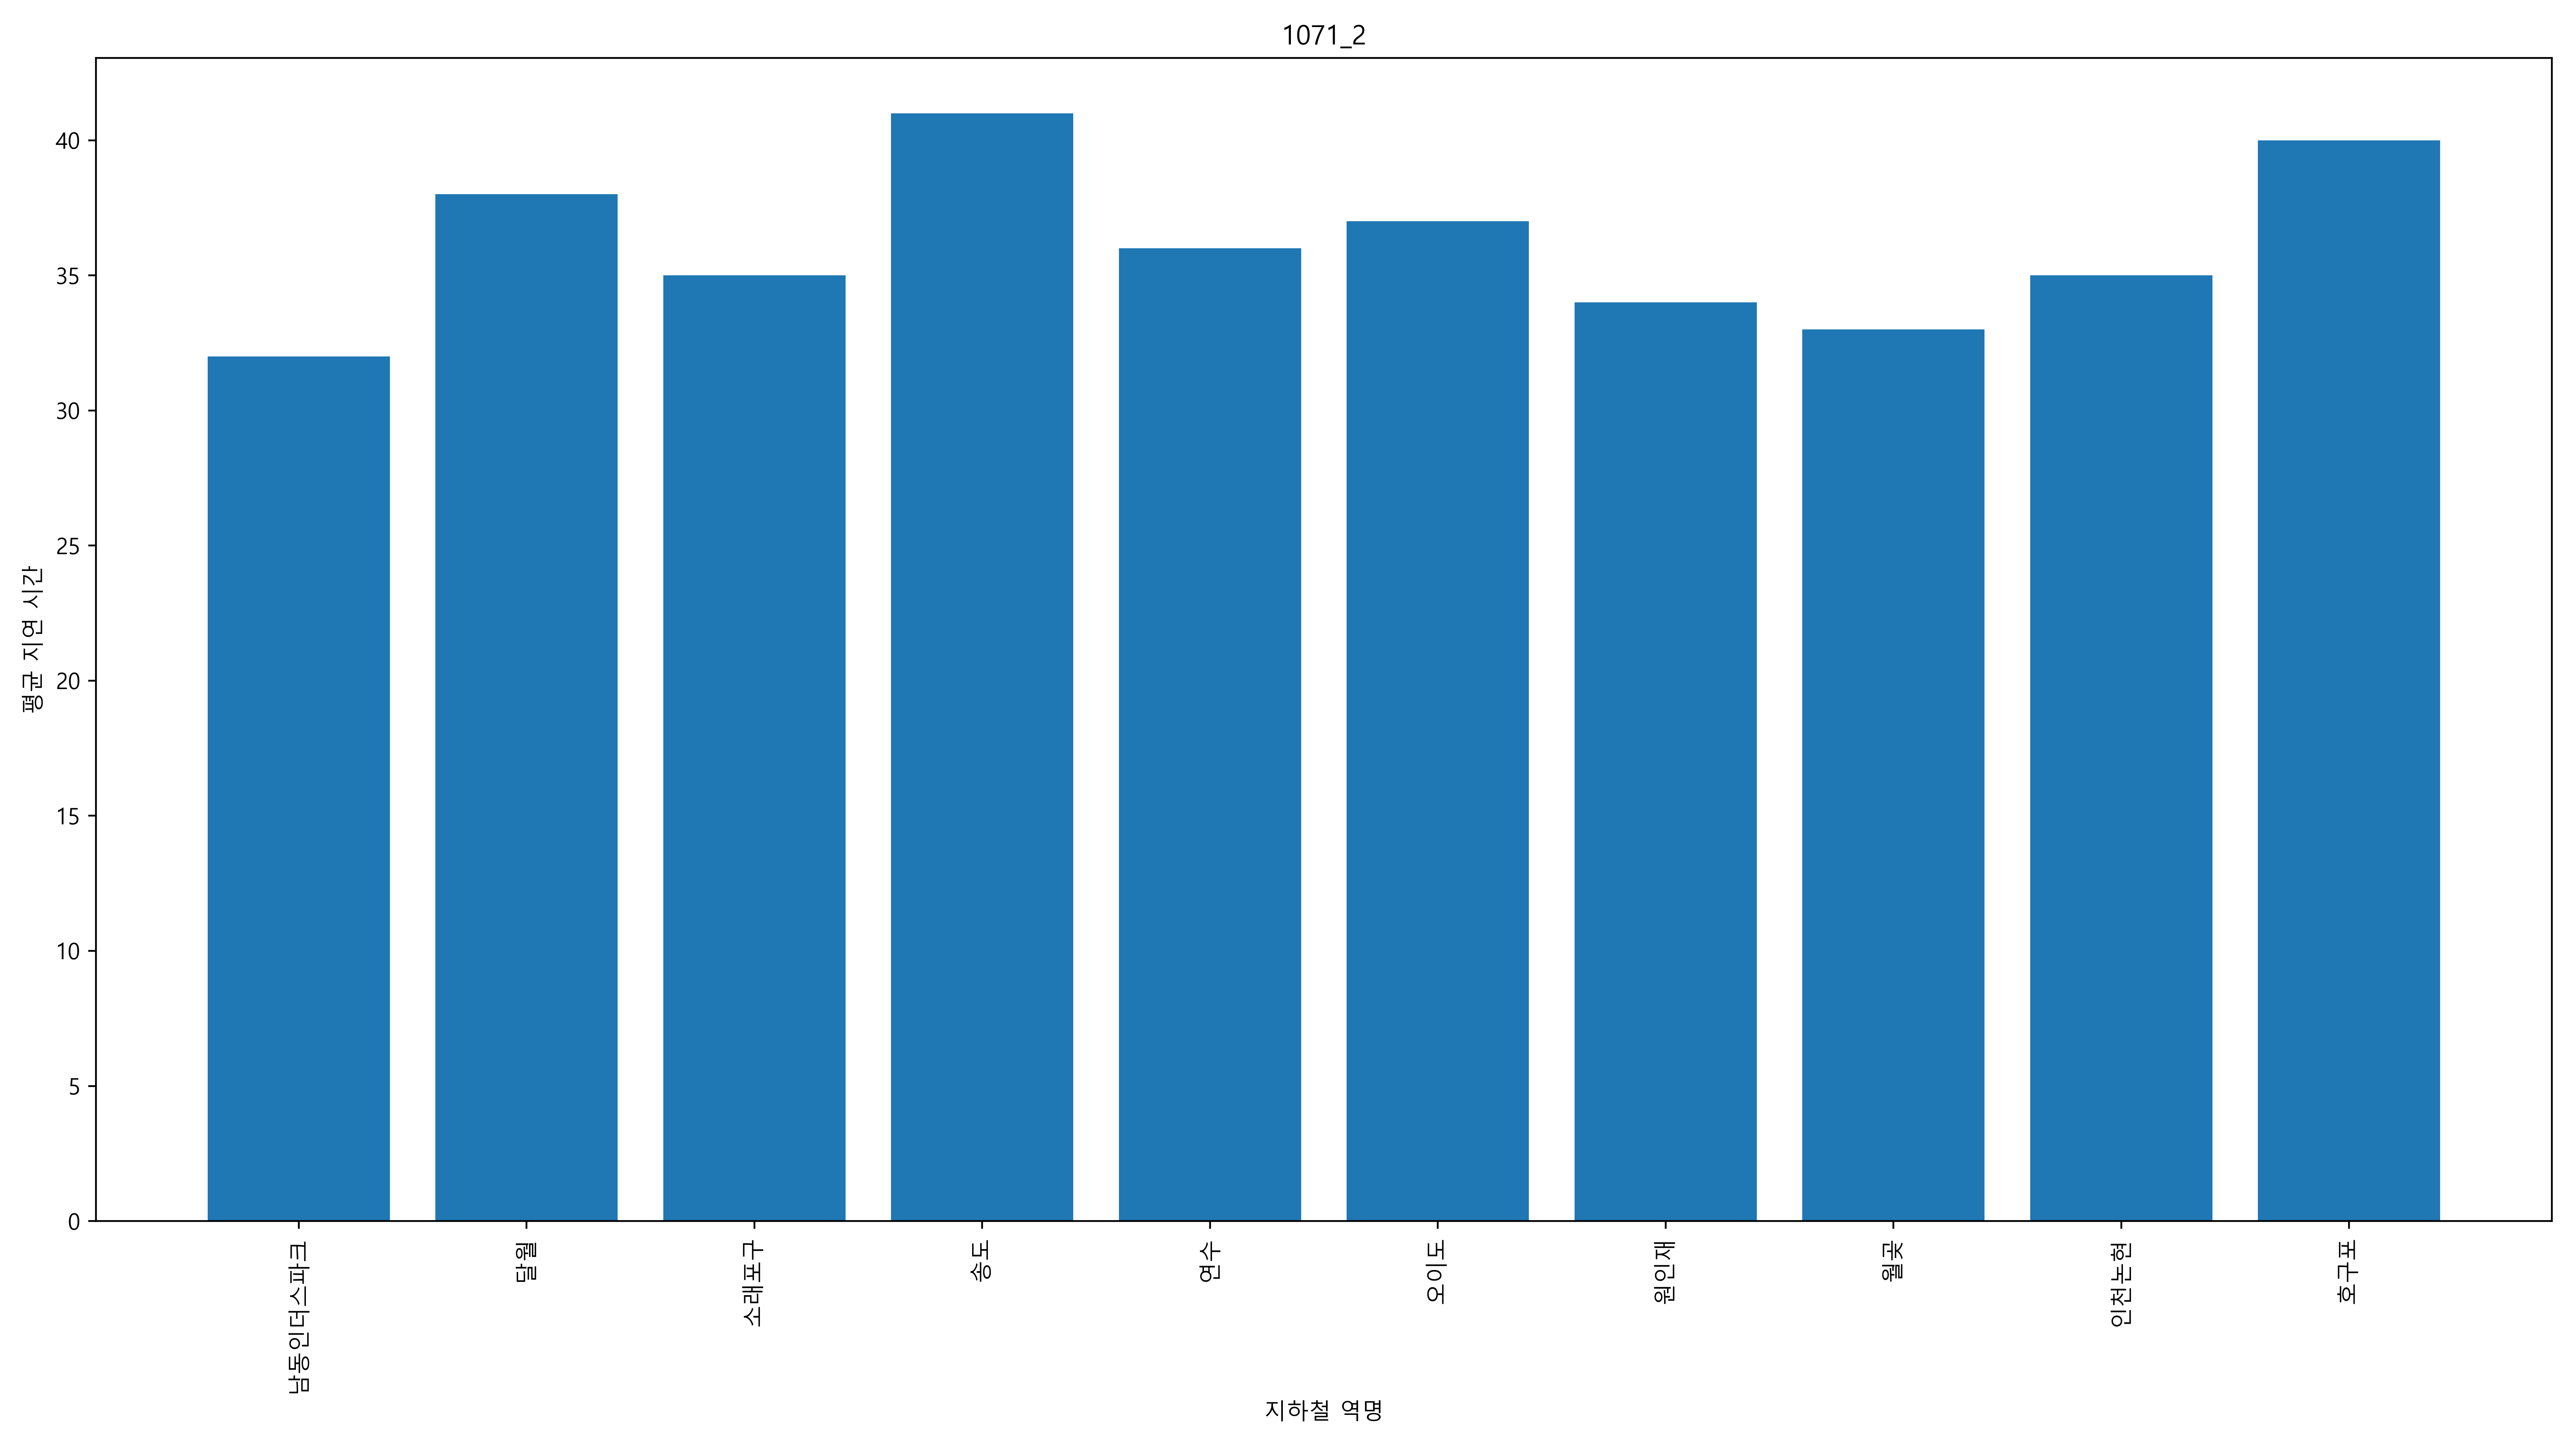 1071_2
평균 지연 시간
40
35
30
25
20
15
10
5
0
남동인더스파크
달월
소래포구
송도
연수
오이도
원인재
월곶
인천논현
호구포
지하철 역명